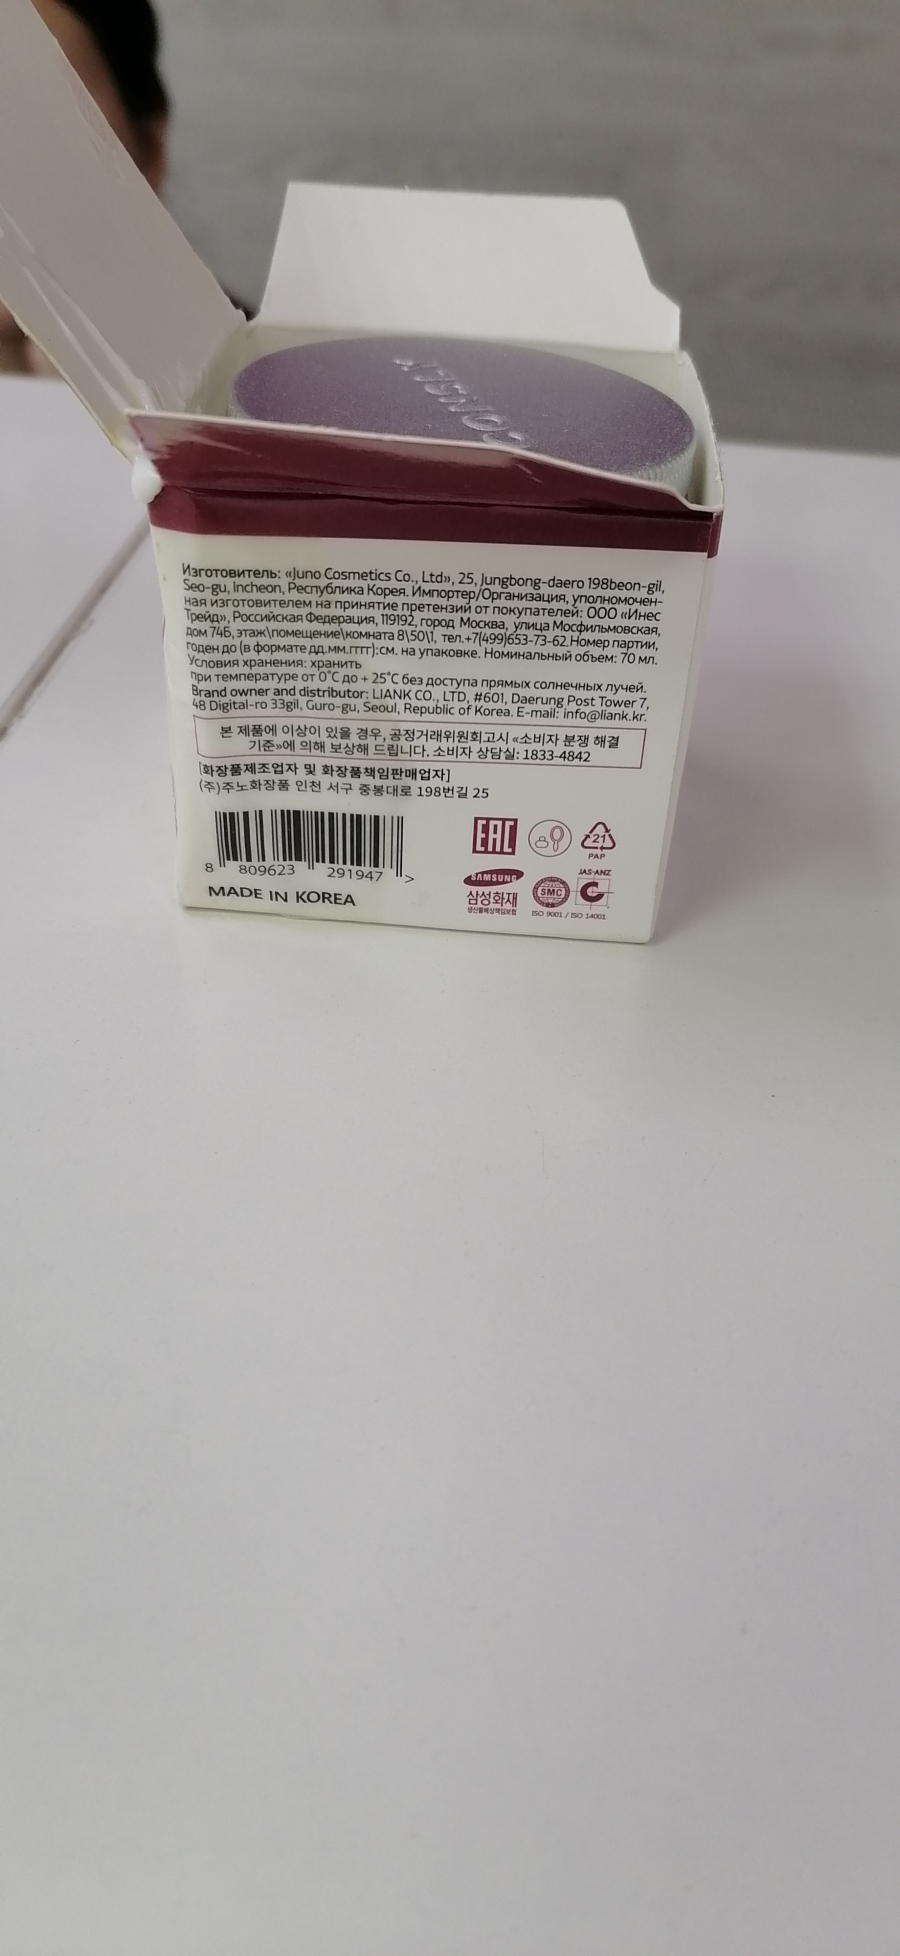 CONSLY
Изготовитель: «Juno Cosmetics Co., Ltd», 25, Jungbong-daero 198beon-gil,
Seo-gu, Incheon, Республика Корея. Импортер/Организация, уполномочен-
ная изготовителем на принятие претензий от покупателей: ООО «Инес
Трейд», Российская Федерация, 119192, город Москва, улица Мосфильмовская,
дом 74Б, этаж\помещение\комната 8\50\1, тел.+7(499)653-73-62.Номер партии,
годен до (в формате дд.мм.гггг):см. на упаковке. Номинальный объем: 70 мл.
Условия хранения: хранить
при температуре от 0°C до + 25°C без доступа прямых солнечных лучей.
Brand owner and distributor: LIANK CO., LTD, #601, Daerung Post Tower 7,
48 Digital-ro 33gil, Guro-gu, Seoul, Republic of Korea. E-mail: info@liank.kr.
본 제품에 이상이 있을 경우, 공정거래위원회고시 «소비자 분쟁 해결
기준»에 의해 보상해 드립니다. 소비자 상담실: 1833-4842
[화장품제조업자 및 화장품책임판매업자]
(주)주노화장품 인천 서구 중봉대로 198번길 25
EAC
21
PAP
8 809623 291947 >
SAMSUNG
삼성화재
생산물배상책임보험
SMC
JAS-ANZ
ISO 9001 / ISO 14001
MADE IN KOREA